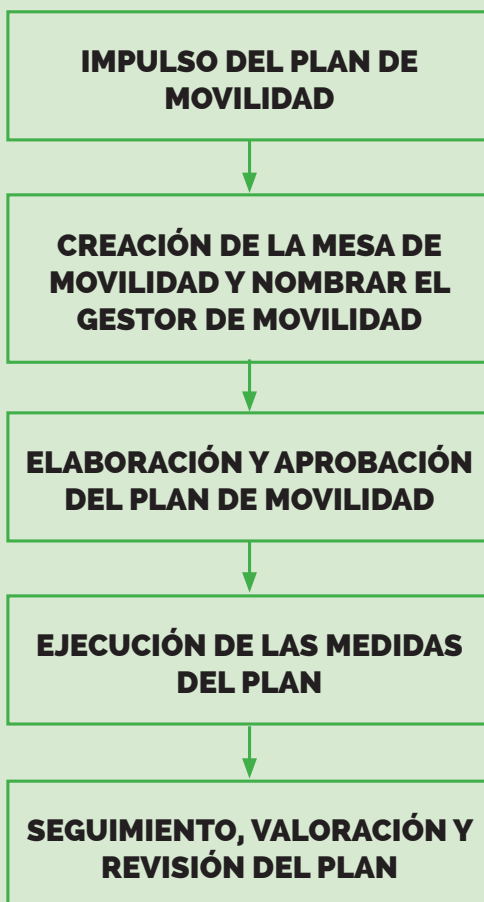 IMPULSO DEL PLAN DE
MOVILIDAD
CREACIÓN DE LA MESA DE
MOVILIDAD Y NOMBRAR EL
GESTOR DE MOVILIDAD
ELABORACIÓN Y APROBACIÓN
DEL PLAN DE MOVILIDAD
EJECUCIÓN DE LAS MEDIDAS
DEL PLAN
SEGUIMIENTO, VALORACIÓN Y
REVISIÓN DEL PLAN